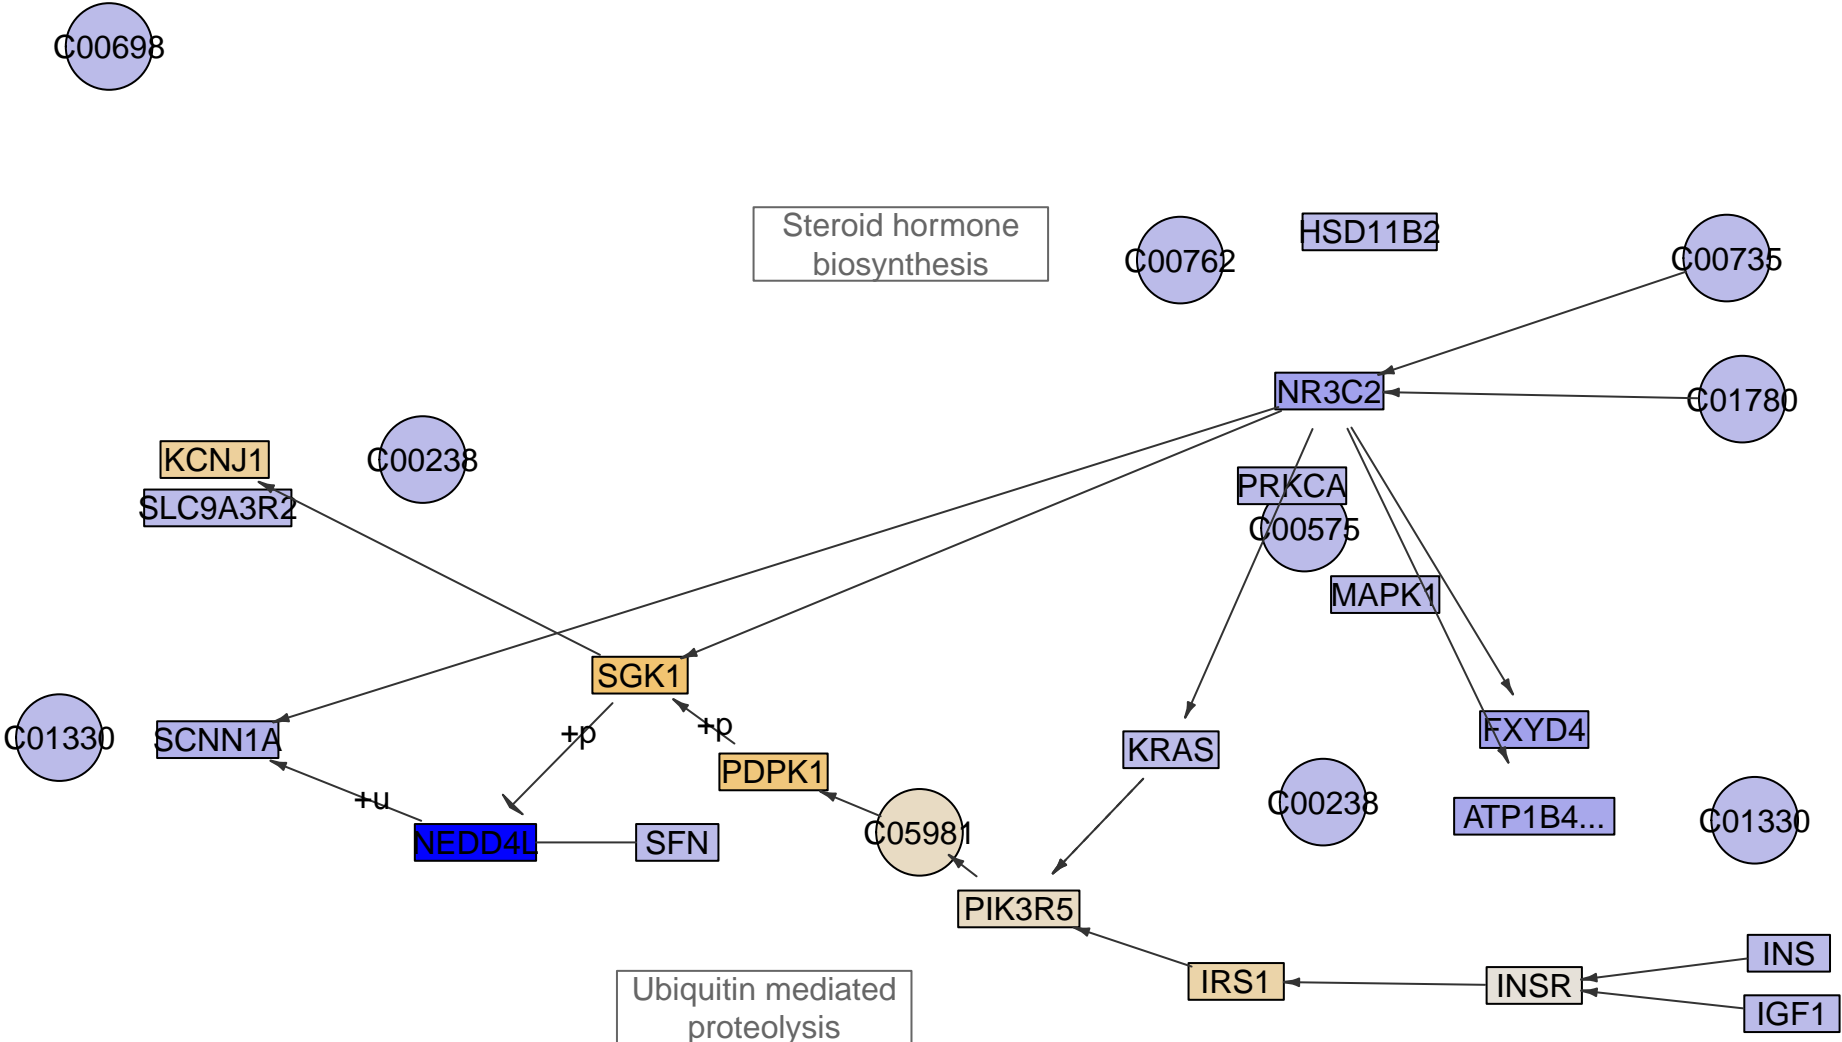 C00698
Steroid hormone
biosynthesis
C00762
HSD11B2
C00735
NR3C2
C01780
KCNJ1
C00238
SLC9A3R2
PRKCA
C00575
MAPK1
SGK1
+p
+p
C01330
SCNN1A
KRAS
FXYD4
PDPK1
+u
C00238
ATP1B4...
C01330
NEDD4L
SFN
C05981
PIK3R5
INS
IRS1
INSR
IGF1
Ubiquitin mediated
proteolysis